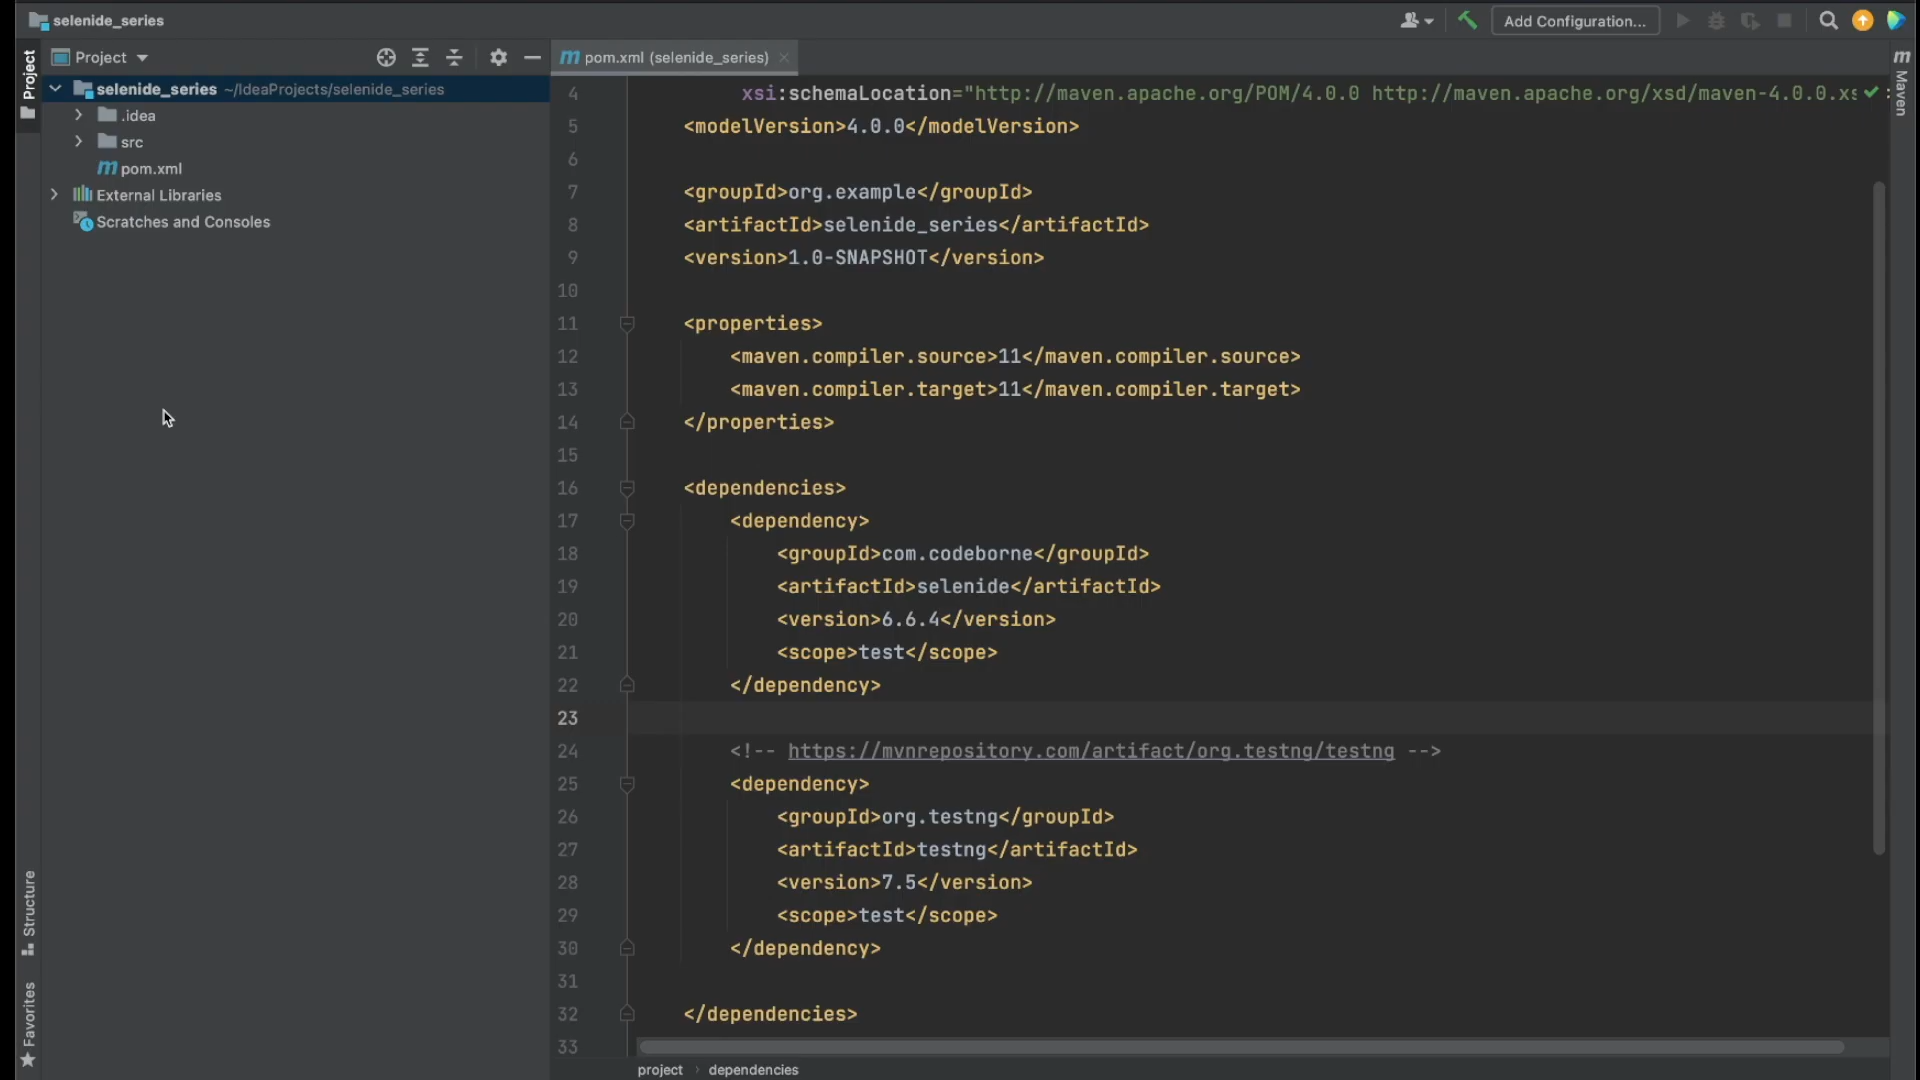 selenide_series
Add Configuration...
Project
Project
pom.xml (selenide_series)
Maven
selenide_series ~/IdeaProjects/selenide_series
.idea
src
pom.xml
External Libraries
Scratches and Consoles
Structure
Favorites
4 xsi:schemaLocation="http://maven.apache.org/POM/4.0.0 http://maven.apache.org/xsd/maven-4.0.0.xs
5 <modelVersion>4.0.0</modelVersion>
6
7 <groupId>org.example</groupId>
8 <artifactId>selenide_series</artifactId>
9 <version>1.0-SNAPSHOT</version>
10
11 <properties>
12 <maven.compiler.source>11</maven.compiler.source>
13 <maven.compiler.target>11</maven.compiler.target>
14 </properties>
15
16 <dependencies>
17 <dependency>
18 <groupId>com.codeborne</groupId>
19 <artifactId>selenide</artifactId>
20 <version>6.6.4</version>
21 <scope>test</scope>
22 </dependency>
23
24 <!-- https://mvnrepository.com/artifact/org.testng/testng -->
25 <dependency>
26 <groupId>org.testng</groupId>
27 <artifactId>testng</artifactId>
28 <version>7.5</version>
29 <scope>test</scope>
30 </dependency>
31
32 </dependencies>
33
project › dependencies